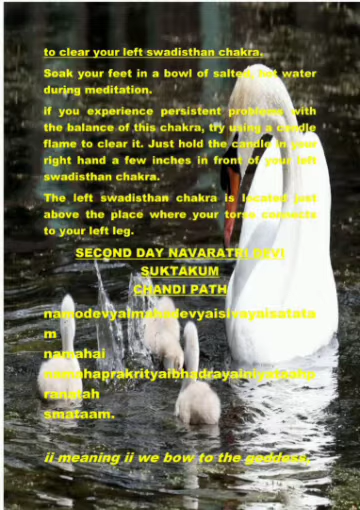 to clear your left swadisthan chakra.
Soak your feet in a bowl of salted, hot water
during meditation.
if you experience persistent problems with
the balance of this chakra, try using a candle
flame to clear it. Just hold the candle in your
right hand a few inches in front of your left
swadisthan chakra.
The left swadisthan chakra is located just
above the place where your torso connects
to your left leg.
SECOND DAY NAVARATRI DEVI
SUKTAKUM
CHANDI PATH
namodevyaimahadevyaisivayaisatata
m
namahai
ranatah
smataam.
ii meaning ii we bow to the goddess,